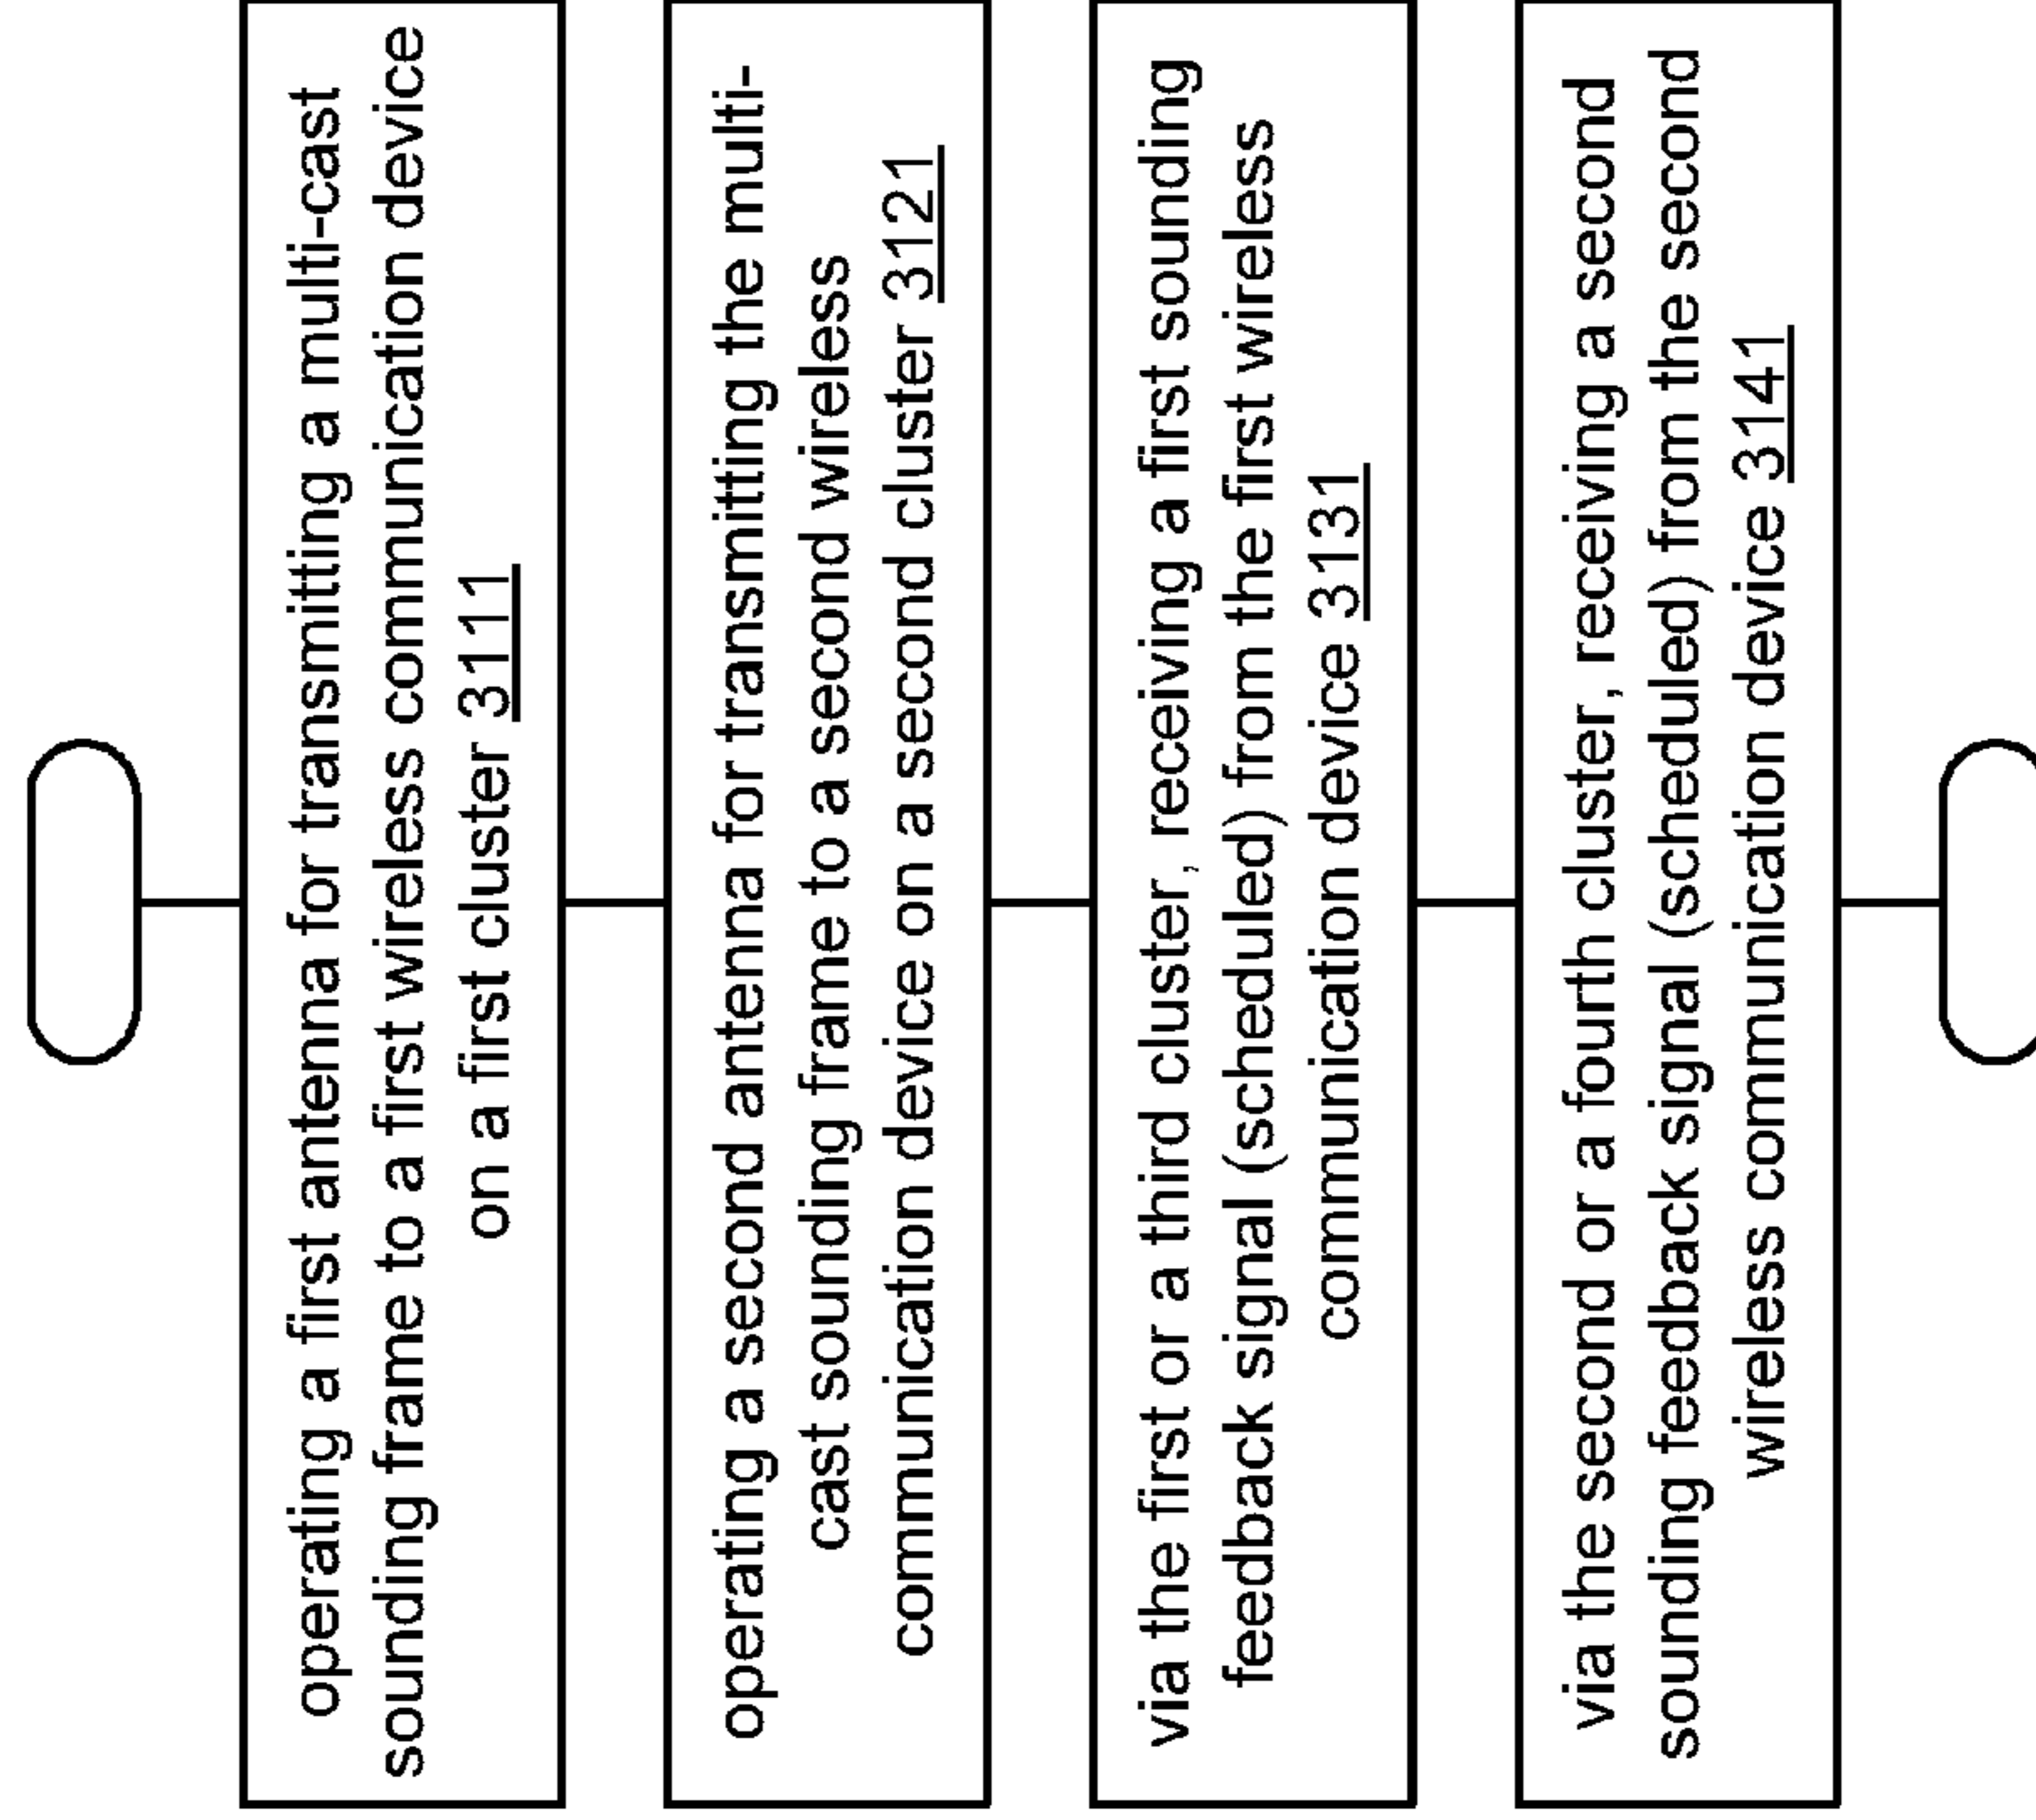 operating a first antenna for transmitting a multi-cast
sounding frame to a first wireless communication device
on a first cluster 3111
operating a second antenna for transmitting the multi-
cast sounding frame to a second wireless
communication device on a second cluster 3121
via the first or a third cluster, receiving a first sounding
feedback signal (scheduled) from the first wireless
communication device 3131
via the second or a fourth cluster, receiving a second
sounding feedback signal (scheduled) from the second
wireless communication device 3141